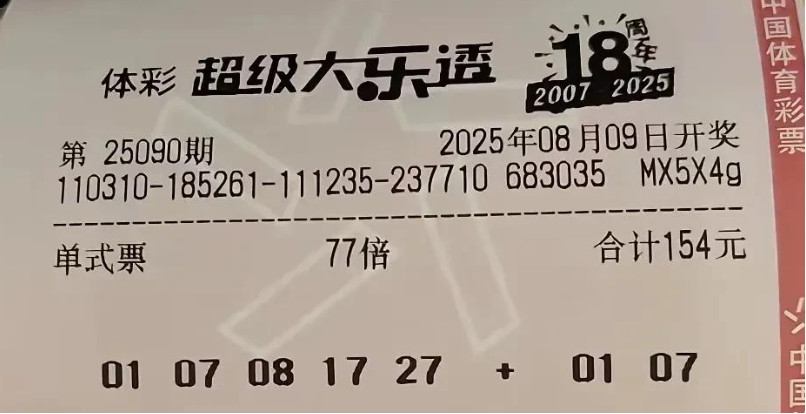 体彩 超级大乐透 18周年
2007-2025
第 25090期 2025年08月09日开奖
110310-185261-111235-237710 683035 MX5X4g
单式票 77倍 合计154元
01 07 08 17 27 + 01 07
中国体育彩票
中国